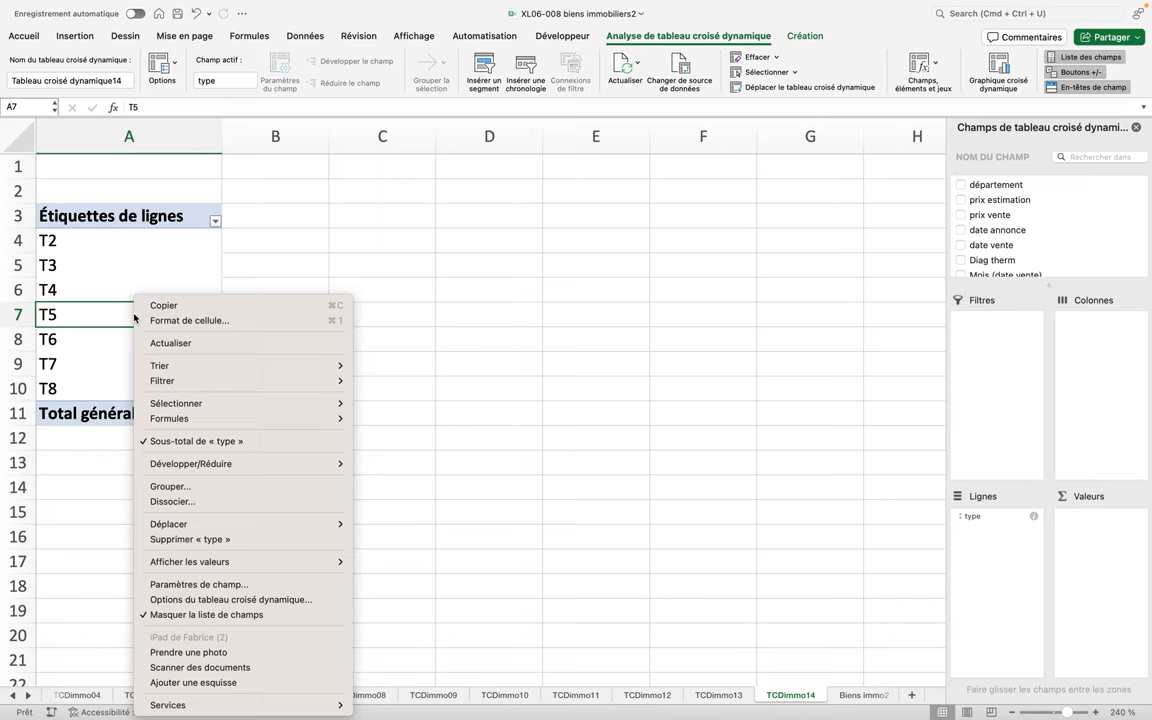 Enregistrement automatique
XL06-008 biens immobiliers2
Search (Cmd + Ctrl + U)
Accueil Insertion Dessin Mise en page Formules Données Révision Affichage Automatisation Développeur Analyse de tableau croisé dynamique Création
Commentaires
Partager
Nom du tableau croisé dynamique :
Tableau croisé dynamique14
Options
Champ actif :
type
Paramètres du champ
Développer le champ
Réduire le champ
Grouper la sélection
Insérer un segment
Insérer une chronologie
Connexions de filtre
Actualiser
Changer de source de données
Effacer
Sélectionner
Déplacer le tableau croisé dynamique
Champs, éléments et jeux
Graphique croisé dynamique
Liste des champs
Boutons +/-
En-têtes de champ
A7
fx T5
A B C D E F G H
1
2
3 Étiquettes de lignes
4 T2
5 T3
6 T4
7 T5
8 T6
9 T7
10 T8
11 Total général
12
13
14
15
16
17
18
19
20
21
22
Copier ⌘C
Format de cellule... ⌘1
Actualiser
Trier
Filtrer
Sélectionner
Formules
Sous-total de « type »
Développer/Réduire
Grouper...
Dissocier...
Déplacer
Supprimer « type »
Afficher les valeurs
Paramètres de champ...
Options du tableau croisé dynamique...
Masquer la liste de champs
iPad de Fabrice (2)
Prendre une photo
Scanner des documents
Ajouter une esquisse
Services
Champs de tableau croisé dynami...
NOM DU CHAMP
Rechercher dans
département
prix estimation
prix vente
date annonce
date vente
Diag therm
Mois (date vente)
Filtres
Colonnes
Lignes
Valeurs
type
Faire glisser les champs entre les zones
TCDimmo04 TCDimmo09 TCDimmo10 TCDimmo11 TCDimmo12 TCDimmo13 TCDimmo14 Biens immo2
Prêt
Accessibilité :
240 %